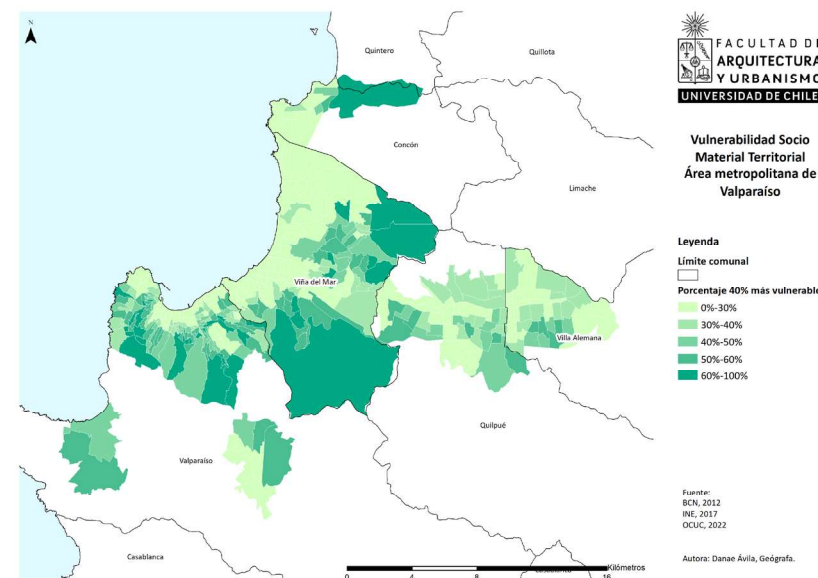 N
Quintero
Quillota
Concón
Limache
Viña del Mar
Villa Alemana
Quilpué
Valparaíso
Casablanca
Kilómetros
0 4 8 16
FACULTAD DE
ARQUITECTURA
Y URBANISMO
UNIVERSIDAD DE CHILE
Vulnerabilidad Socio
Material Territorial
Área metropolitana de
Valparaíso
Leyenda
Límite comunal
Porcentaje 40% más vulnerable
0%-30%
30%-40%
40%-50%
50%-60%
60%-100%
Fuente:
BCN, 2012
INE, 2017
OCUC, 2022
Autora: Danae Ávila, Geógrafa.